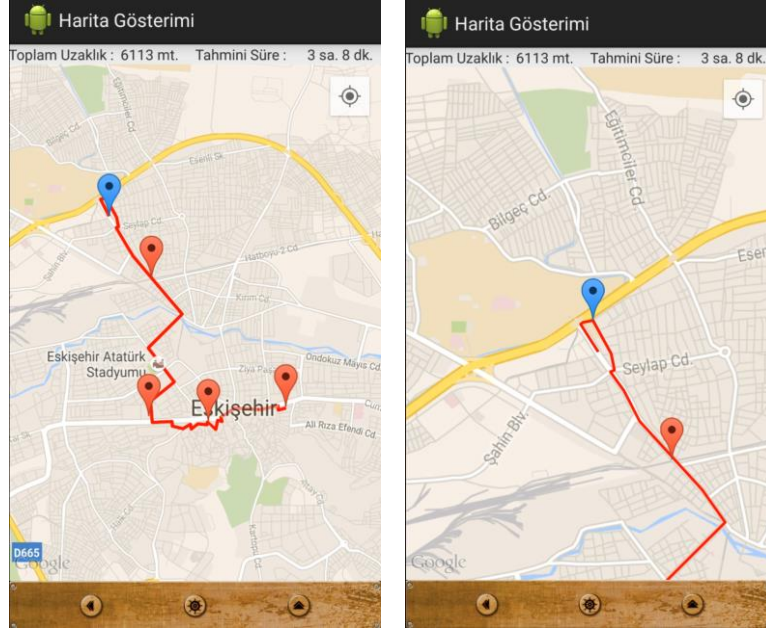 Harita Gösterimi
Toplam Uzaklık : 6113 mt. Tahmini Süre : 3 sa. 8 dk.
Eğitimciler Cd.
Bilgeç Cd.
Esenli Sk.
Seylap Cd.
Hatboyu-2 Cd.
Şahin Blv.
Kırım Cd.
Eskişehir Atatürk
Stadyumu
Ondokuz Mayıs Cd
Ziya Paşa
Eskişehir
Cum
Ali Rıza Efendi Cd.
D665
Google
Harita Gösterimi
Toplam Uzaklık : 6113 mt. Tahmini Süre : 3 sa. 8 dk.
Eğitimciler Cd.
Bilgeç Cd.
Esen
Seylap Cd.
Şahin Blv.
Google